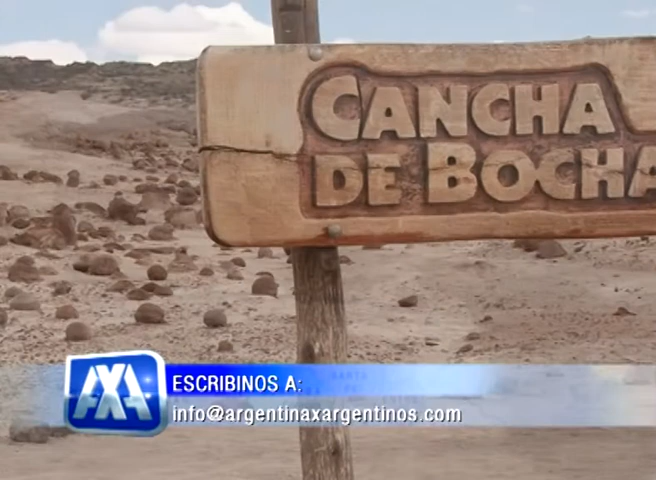 CANCHA
DE BOCHA
ESCRIBINOS A:
AXA
info@argentinaxargentinos.com